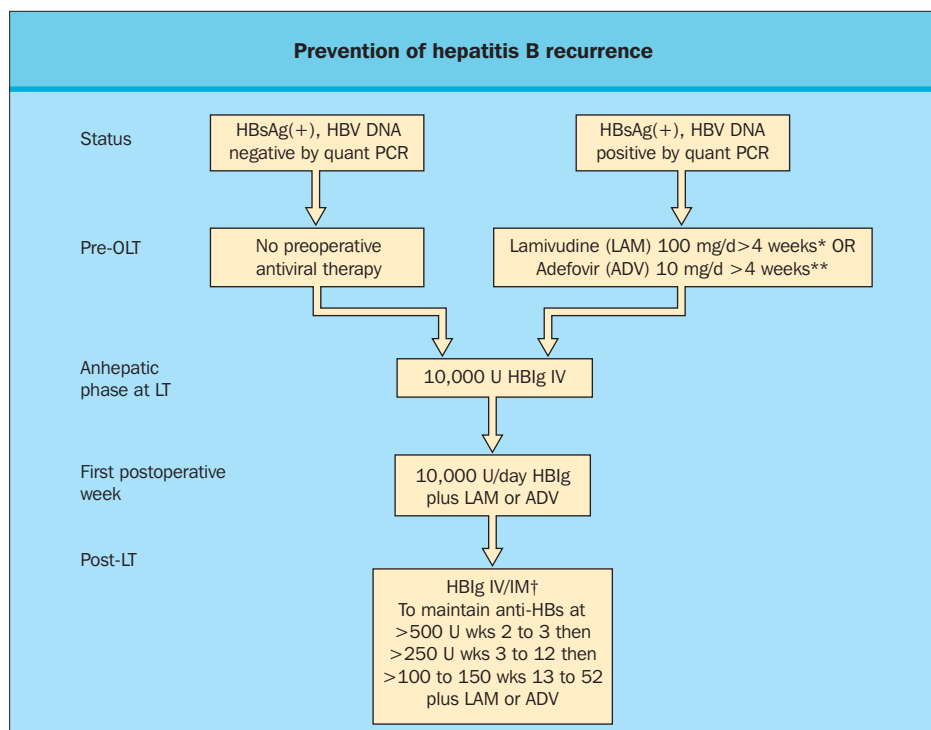 Prevention of hepatitis B recurrence
Status
HBsAg(+), HBV DNA
negative by quant PCR
HBsAg(+), HBV DNA
positive by quant PCR
Pre-OLT
No preoperative
antiviral therapy
Lamivudine (LAM) 100 mg/d>4 weeks* OR
Adefovir (ADV) 10 mg/d >4 weeks**
Anhepatic
phase at LT
10,000 U HBIg IV
First postoperative
week
10,000 U/day HBIg
plus LAM or ADV
Post-LT
HBIg IV/IM†
To maintain anti-HBs at
>500 U wks 2 to 3 then
>250 U wks 3 to 12 then
>100 to 150 wks 13 to 52
plus LAM or ADV